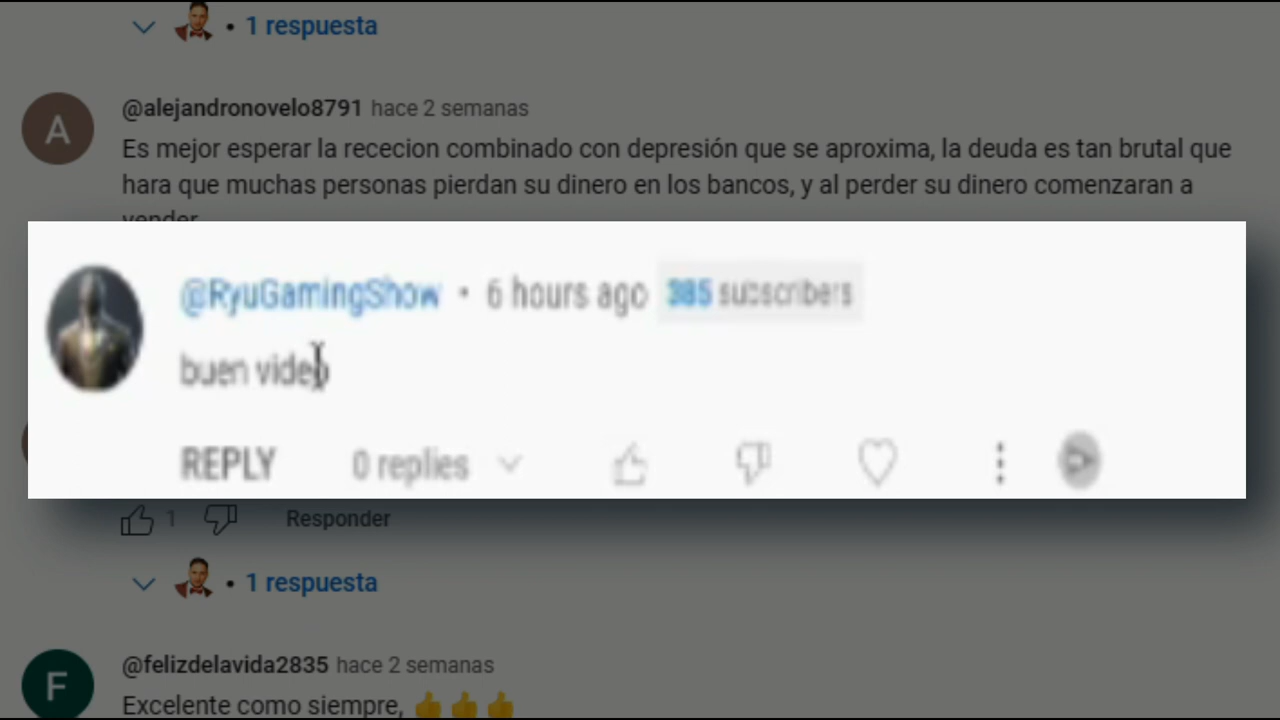 1 respuesta
@alejandronovelo8791 hace 2 semanas
Es mejor esperar la rececion combinado con depresión que se aproxima, la deuda es tan brutal que
hara que muchas personas pierdan su dinero en los bancos, y al perder su dinero comenzaran a
vender
@RyuGamingShow • 6 hours ago 385 subscribers
buen video
REPLY 0 replies
1 Responder
1 respuesta
@felizdelavida2835 hace 2 semanas
Excelente como siempre, 👍👍👍
A
F